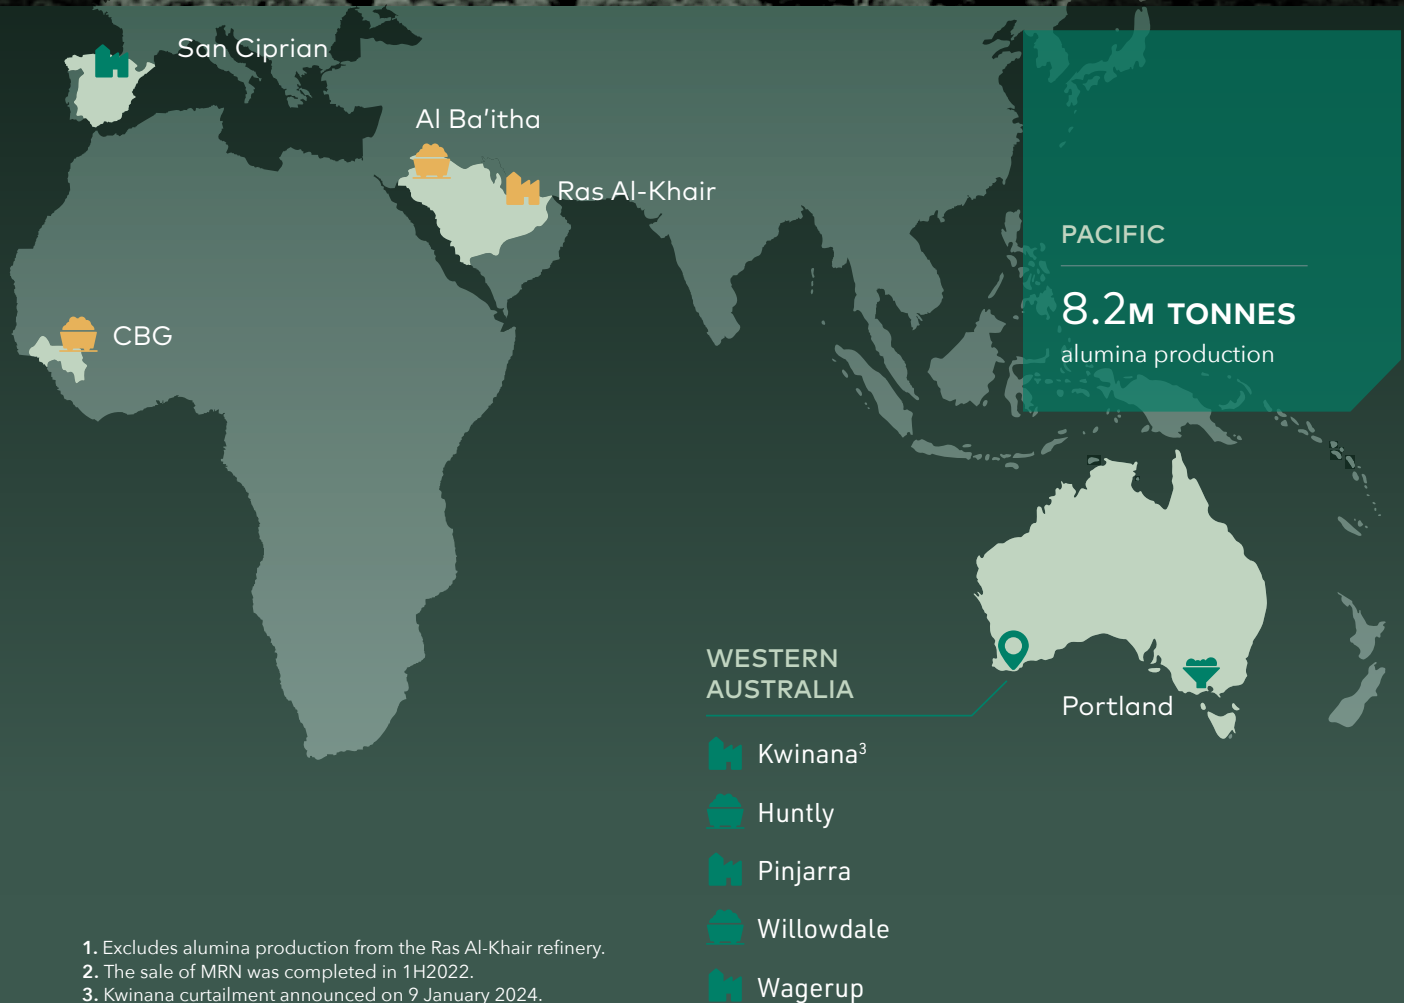 San Ciprian
Al Ba'itha
Ras Al-Khair
CBG
PACIFIC
8.2M TONNES
alumina production
WESTERN
AUSTRALIA
Portland
Kwinana³
Huntly
Pinjarra
Willowdale
Wagerup
1. Excludes alumina production from the Ras Al-Khair refinery.
2. The sale of MRN was completed in 1H2022.
3. Kwinana curtailment announced on 9 January 2024.